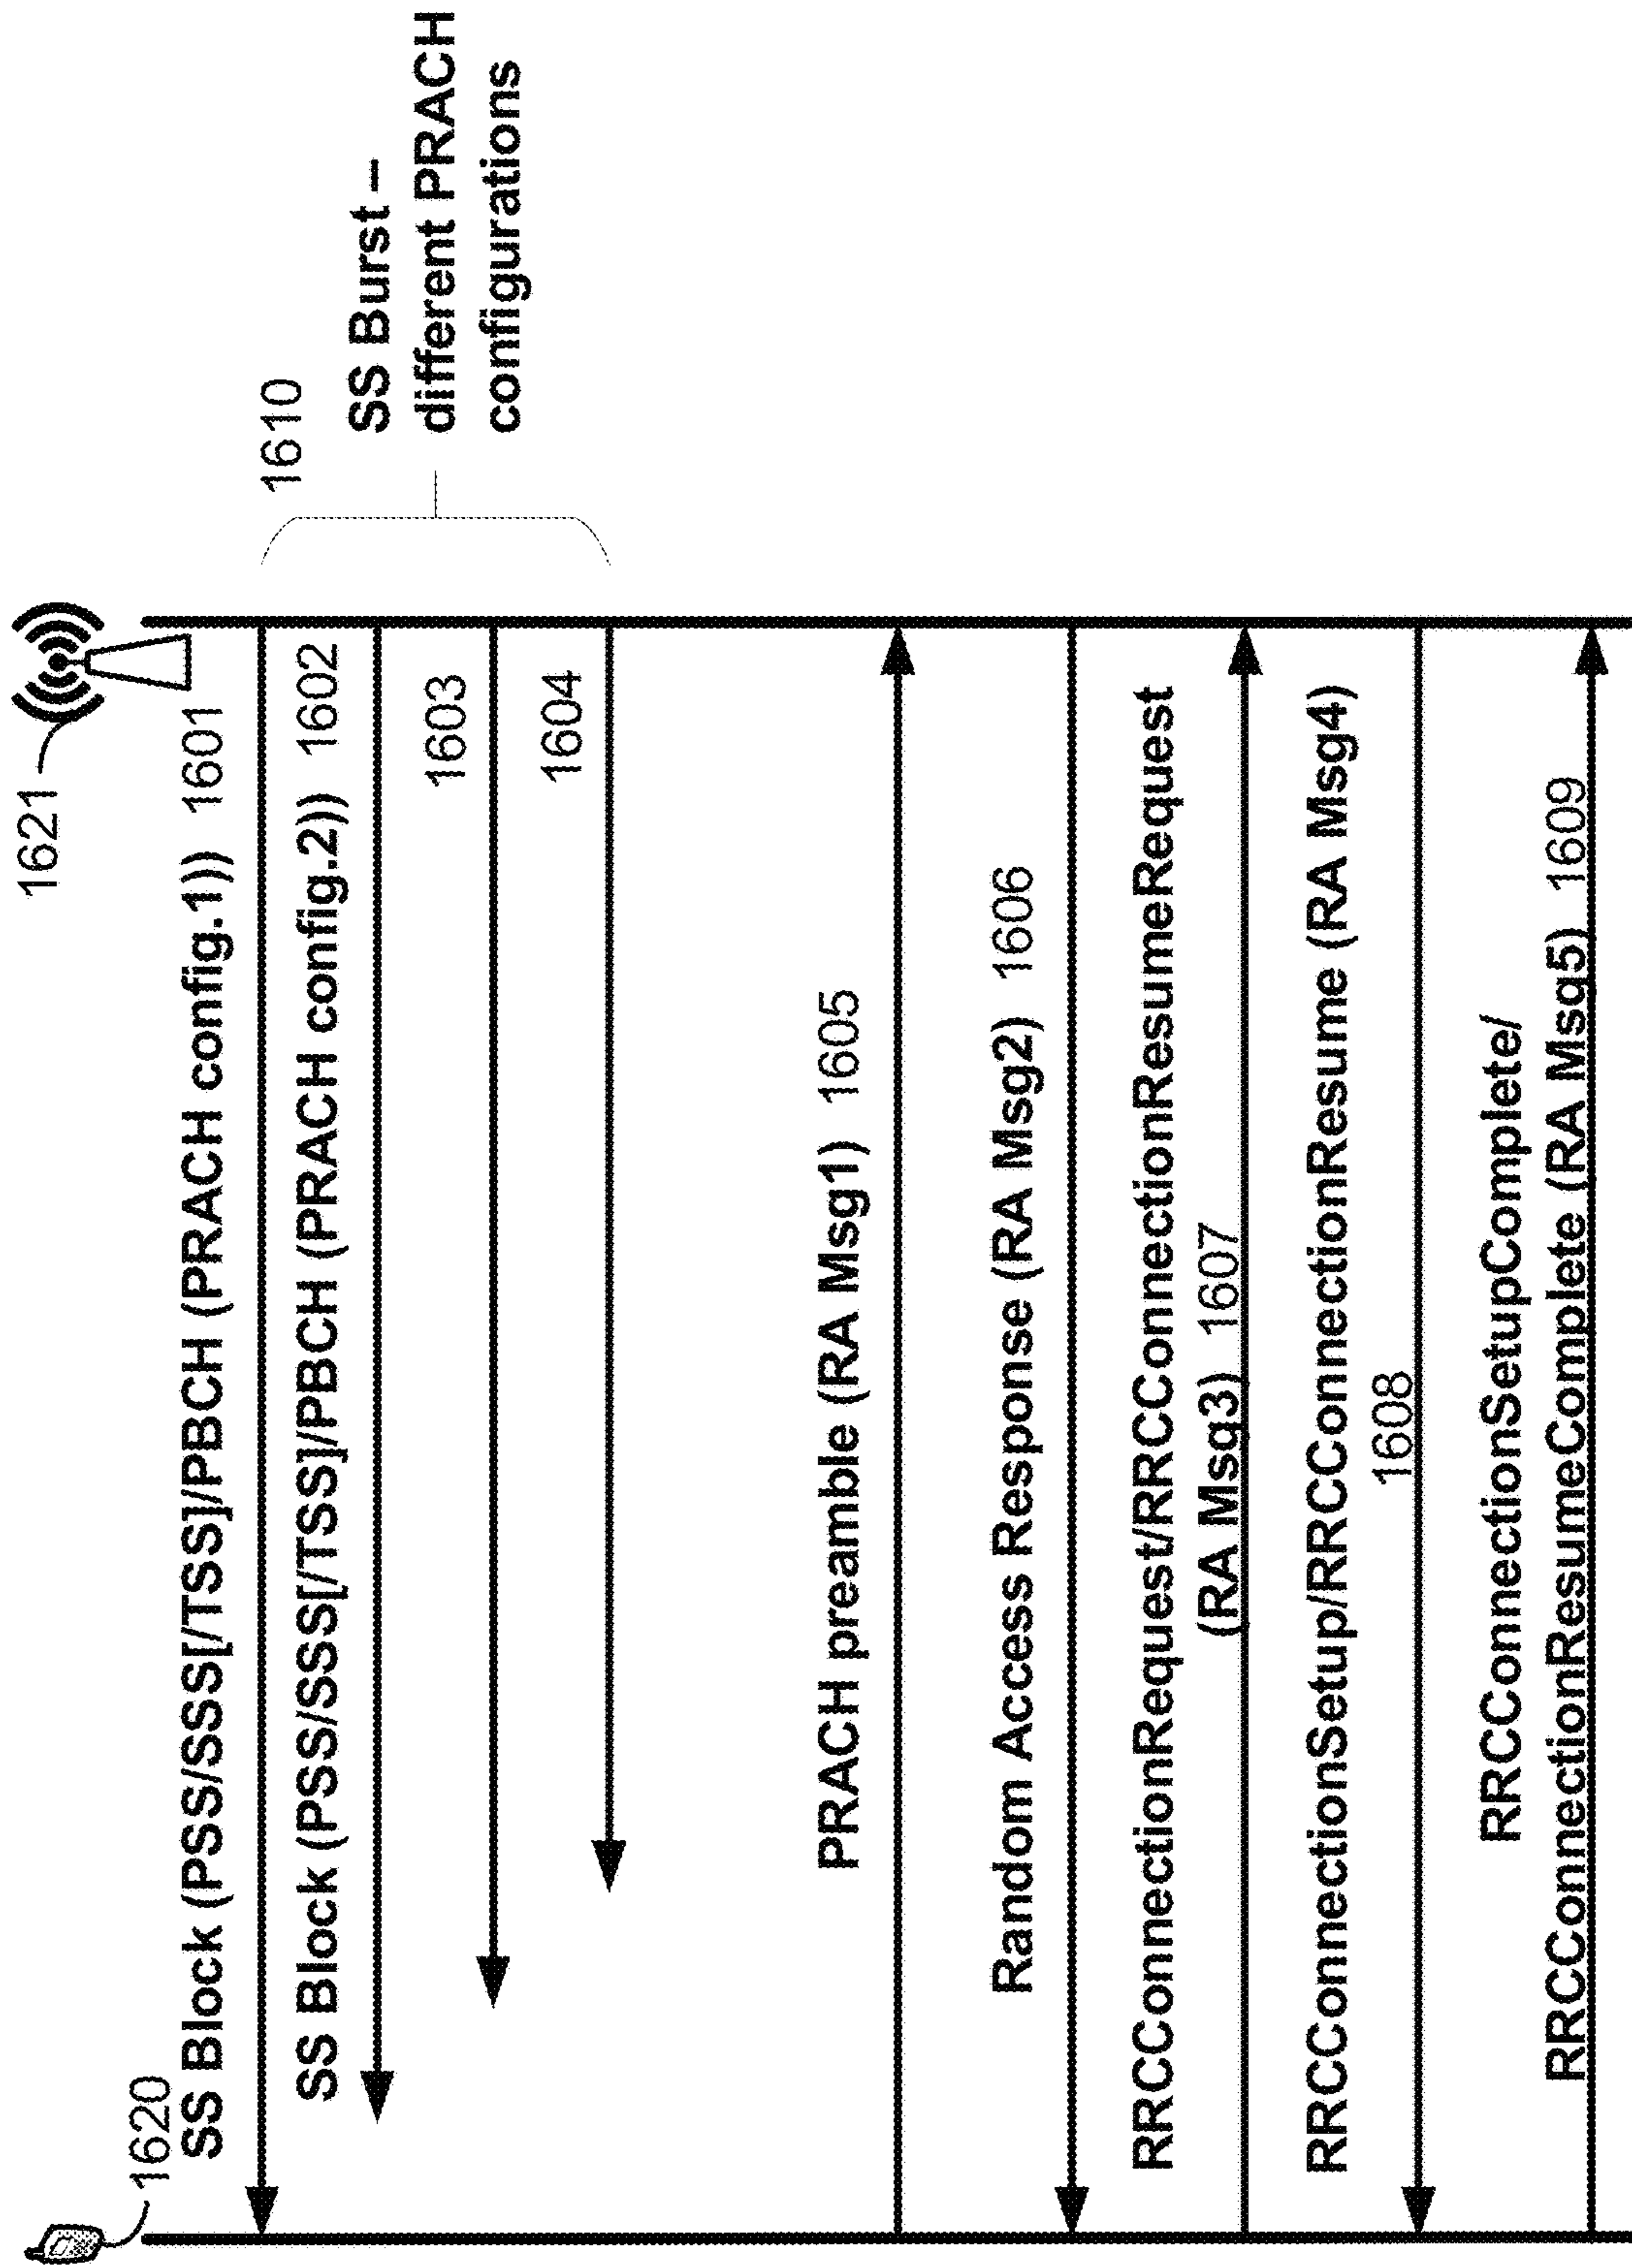 1620
1621
SS Block (PSS/SSS[/TSS]/PBCH (PRACH config.1)) 1601
SS Block (PSS/SSS[/TSS]/PBCH (PRACH config.2)) 1602
1603
1604
1610
SS Burst –
different PRACH
configurations
PRACH preamble (RA Msg1) 1605
Random Access Response (RA Msg2) 1606
RRCConnectionRequest/RRCConnectionResumeRequest
(RA Msg3) 1607
RRCConnectionSetup/RRCConnectionResume (RA Msg4)
1608
RRCConnectionSetupComplete/
RRCConnectionResumeComplete (RA Msg5) 1609